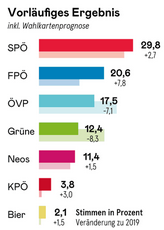 Vorläufiges Ergebnis
inkl. Wahlkartenprognose
SPÖ 29,8
+2,7
FPÖ 20,6
+7,8
ÖVP 17,5
-7,1
Grüne 12,4
-8,3
Neos 11,4
+1,5
KPÖ 3,8
+3,0
Bier 2,1 Stimmen in Prozent
+1,5 Veränderung zu 2019